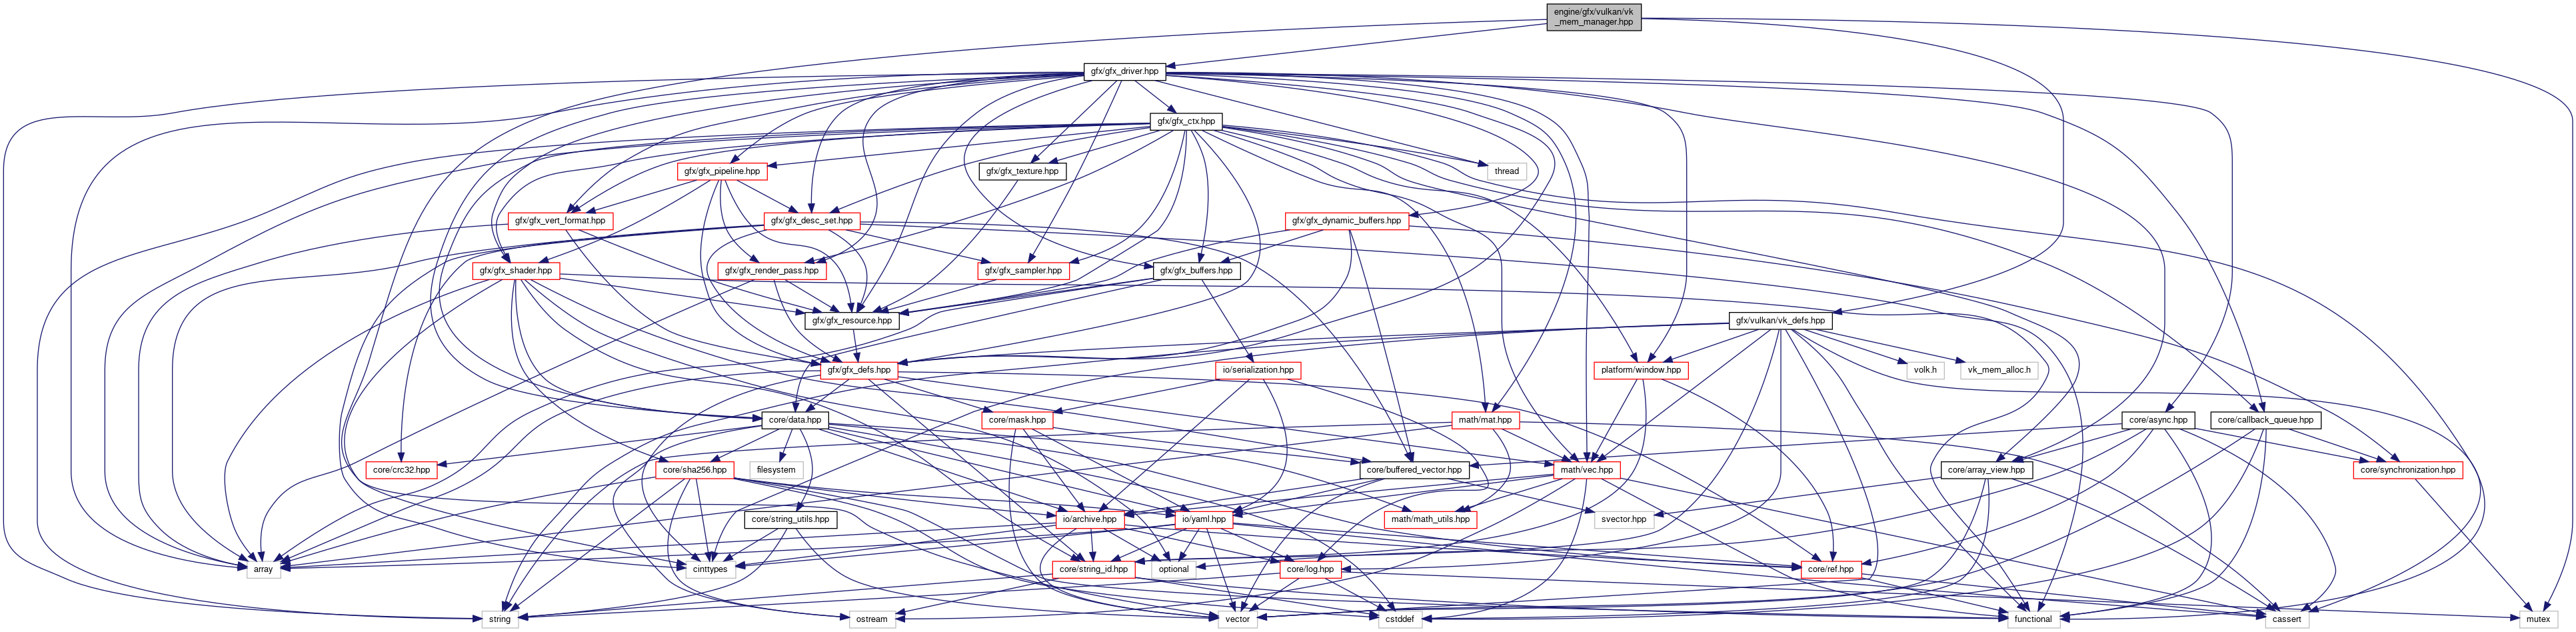 engine/gfx/vulkan/vk
_mem_manager.hpp
gfx/gfx_driver.hpp
gfx/gfx_ctx.hpp
gfx/gfx_pipeline.hpp
gfx/gfx_texture.hpp
thread
gfx/gfx_vert_format.hpp
gfx/gfx_desc_set.hpp
gfx/gfx_dynamic_buffers.hpp
gfx/gfx_shader.hpp
gfx/gfx_render_pass.hpp
gfx/gfx_sampler.hpp
gfx/gfx_buffers.hpp
gfx/gfx_resource.hpp
gfx/vulkan/vk_defs.hpp
gfx/gfx_defs.hpp
io/serialization.hpp
platform/window.hpp
volk.h
vk_mem_alloc.h
core/data.hpp
core/mask.hpp
math/mat.hpp
core/async.hpp
core/callback_queue.hpp
core/crc32.hpp
core/sha256.hpp
filesystem
core/buffered_vector.hpp
math/vec.hpp
core/array_view.hpp
core/synchronization.hpp
core/string_utils.hpp
io/archive.hpp
io/yaml.hpp
math/math_utils.hpp
svector.hpp
array
cinttypes
core/string_id.hpp
optional
core/log.hpp
core/ref.hpp
string
ostream
vector
cstddef
functional
cassert
mutex